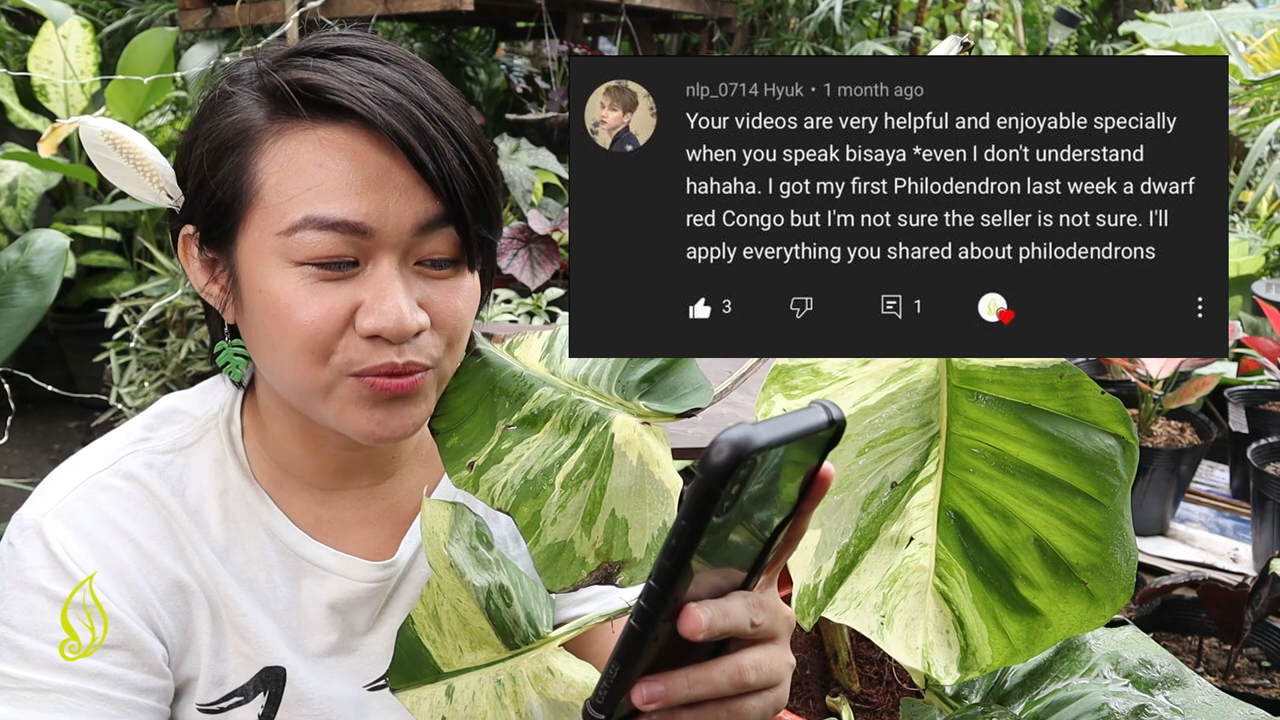 nlp_0714 Hyuk • 1 month ago
Your videos are very helpful and enjoyable specially
when you speak bisaya *even I don't understand
hahaha. I got my first Philodendron last week a dwarf
red Congo but I'm not sure the seller is not sure. I'll
apply everything you shared about philodendrons
3 1